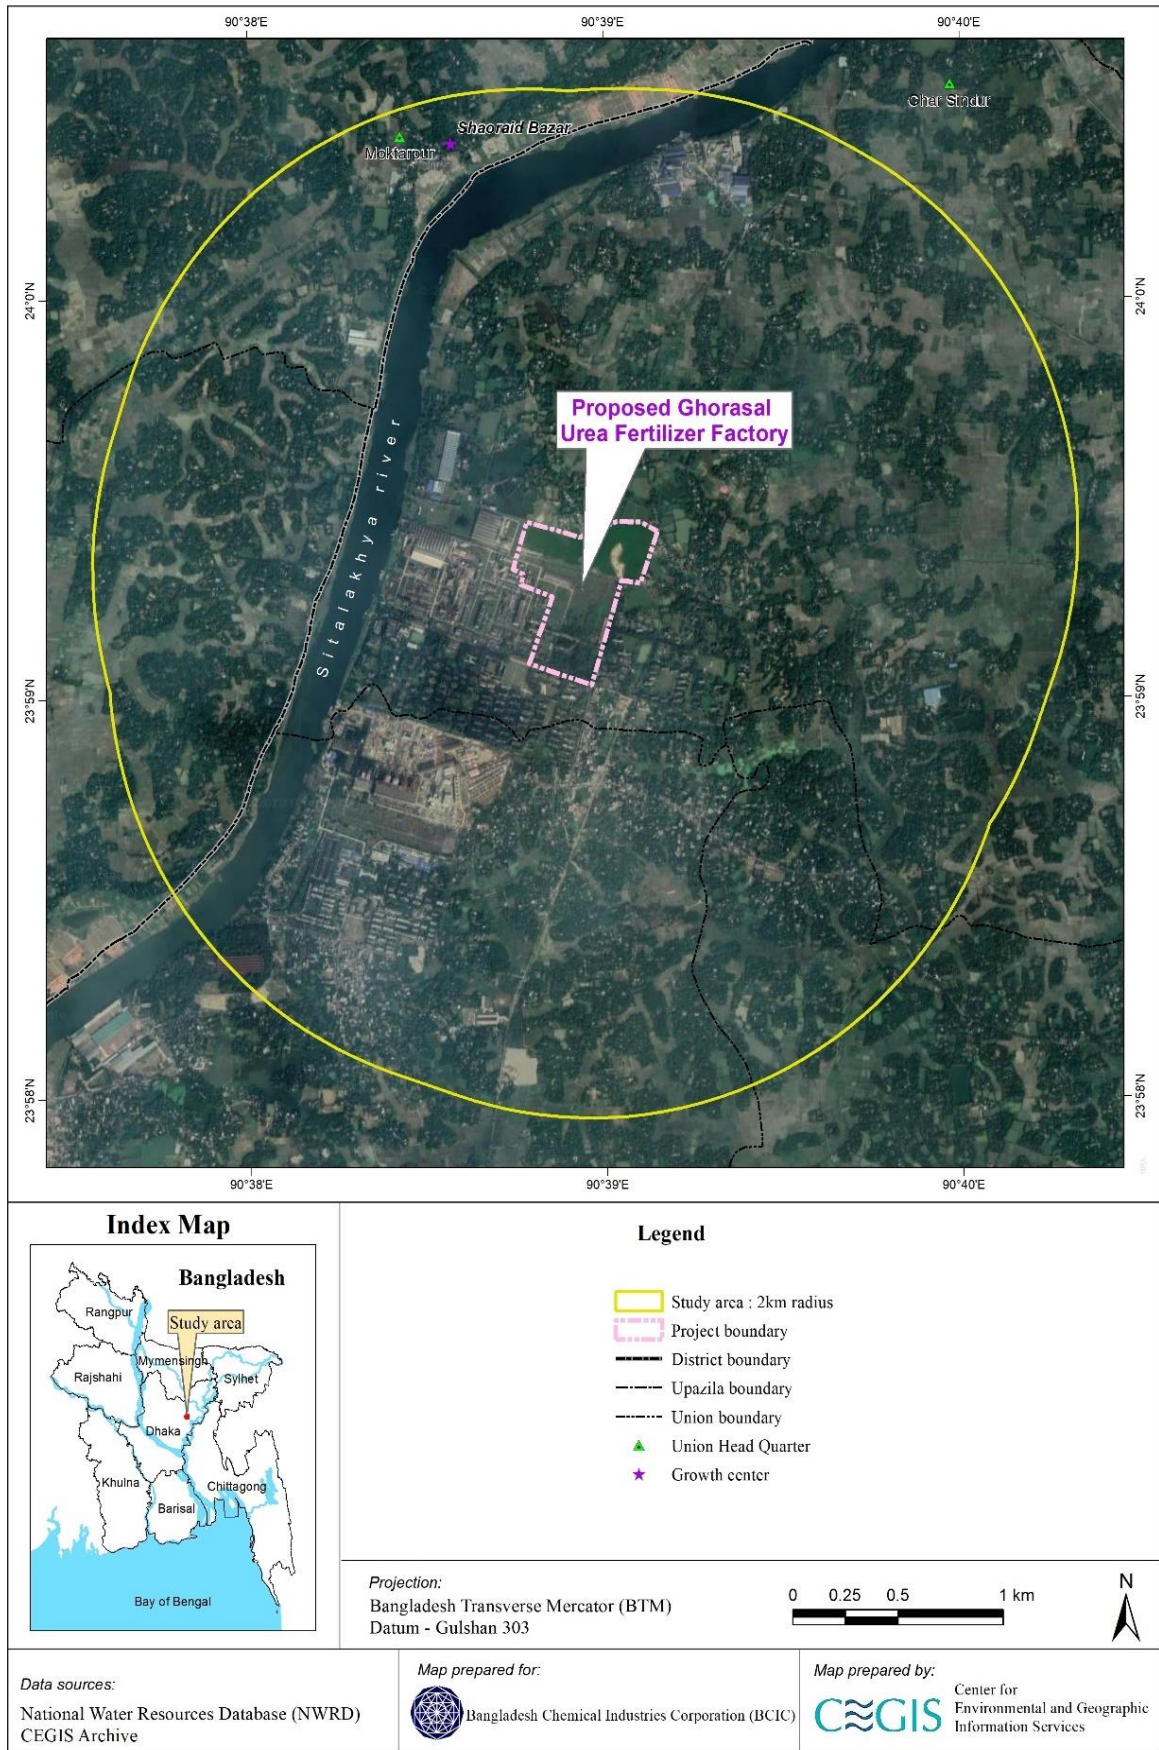 90°38'E
90°39'E
90°40'E
Char Sindur
Shaoraid Bazar
Moktarpur
24°0'N
24°0'N
Proposed Ghorasal
Urea Fertilizer Factory
Sitalakhya river
23°59'N
23°59'N
23°58'N
23°58'N
90°38'E
90°39'E
90°40'E
Index Map
Bangladesh
Study area
Rangpur
Mymensingh
Rajshahi
Sylhet
Dhaka
Khulna
Chittagong
Barisal
Bay of Bengal
Legend
Study area : 2km radius
Project boundary
District boundary
Upazila boundary
Union boundary
Union Head Quarter
Growth center
Projection:
Bangladesh Transverse Mercator (BTM)
Datum - Gulshan 303
0 0.25 0.5 1 km
N
Data sources:
National Water Resources Database (NWRD)
CEGIS Archive
Map prepared for:
Bangladesh Chemical Industries Corporation (BCIC)
Map prepared by:
CEGIS
Center for
Environmental and Geographic
Information Services